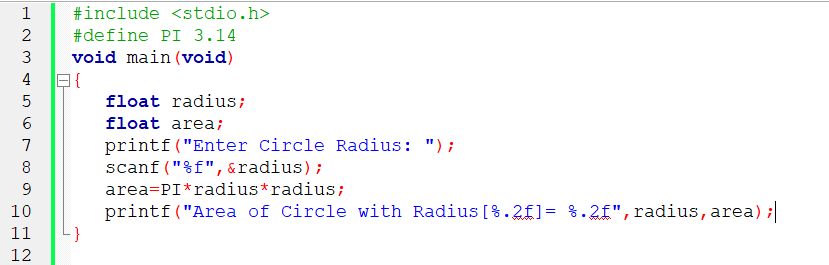 1 #include <stdio.h>
2 #define PI 3.14
3 void main(void)
4 {
5 float radius;
6 float area;
7 printf("Enter Circle Radius: ");
8 scanf("%f",&radius);
9 area=PI*radius*radius;
10 printf("Area of Circle with Radius[%.2f]= %.2f",radius,area);
11 }
12